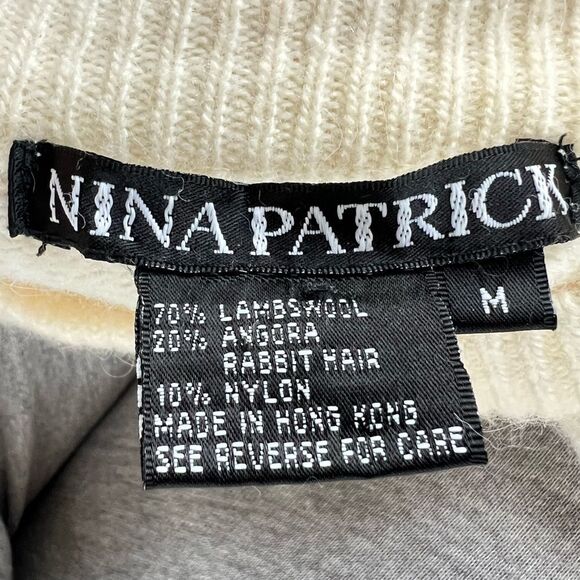 NINA PATRICK
M
70% LAMBSWOOL
20% ANGORA
RABBIT HAIR
10% NYLON
MADE IN HONG KONG
SEE REVERSE FOR CARE